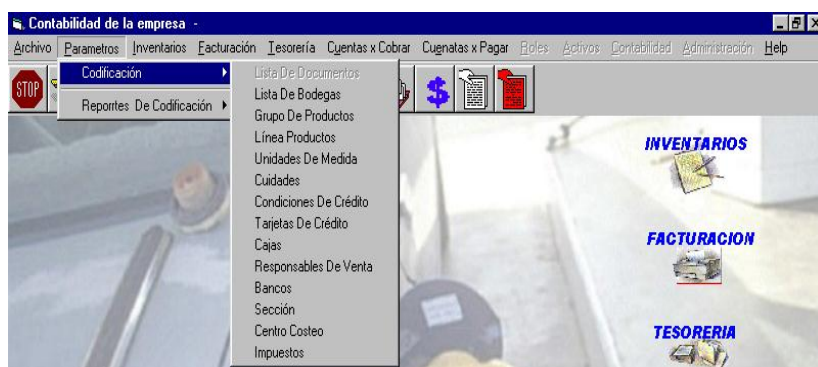 Contabilidad de la empresa -
Archivo Parametros Inventarios Facturación Tesorería Cuentas x Cobrar Cugnatas x Pagar Roles Activos Contabilidad Administración Help
STOP
Codificación
Reporrtes De Codificación
Lista De Documentos
Lista De Bodegas
Grupo De Productos
Línea Productos
Unidades De Medida
Cuidades
Condiciones De Crédito
Tarjetas De Crédito
Cajas
Responsables De Venta
Bancos
Sección
Centro Costeo
Impuestos
$
INVENTARIOS
FACTURACION
TESORERIA